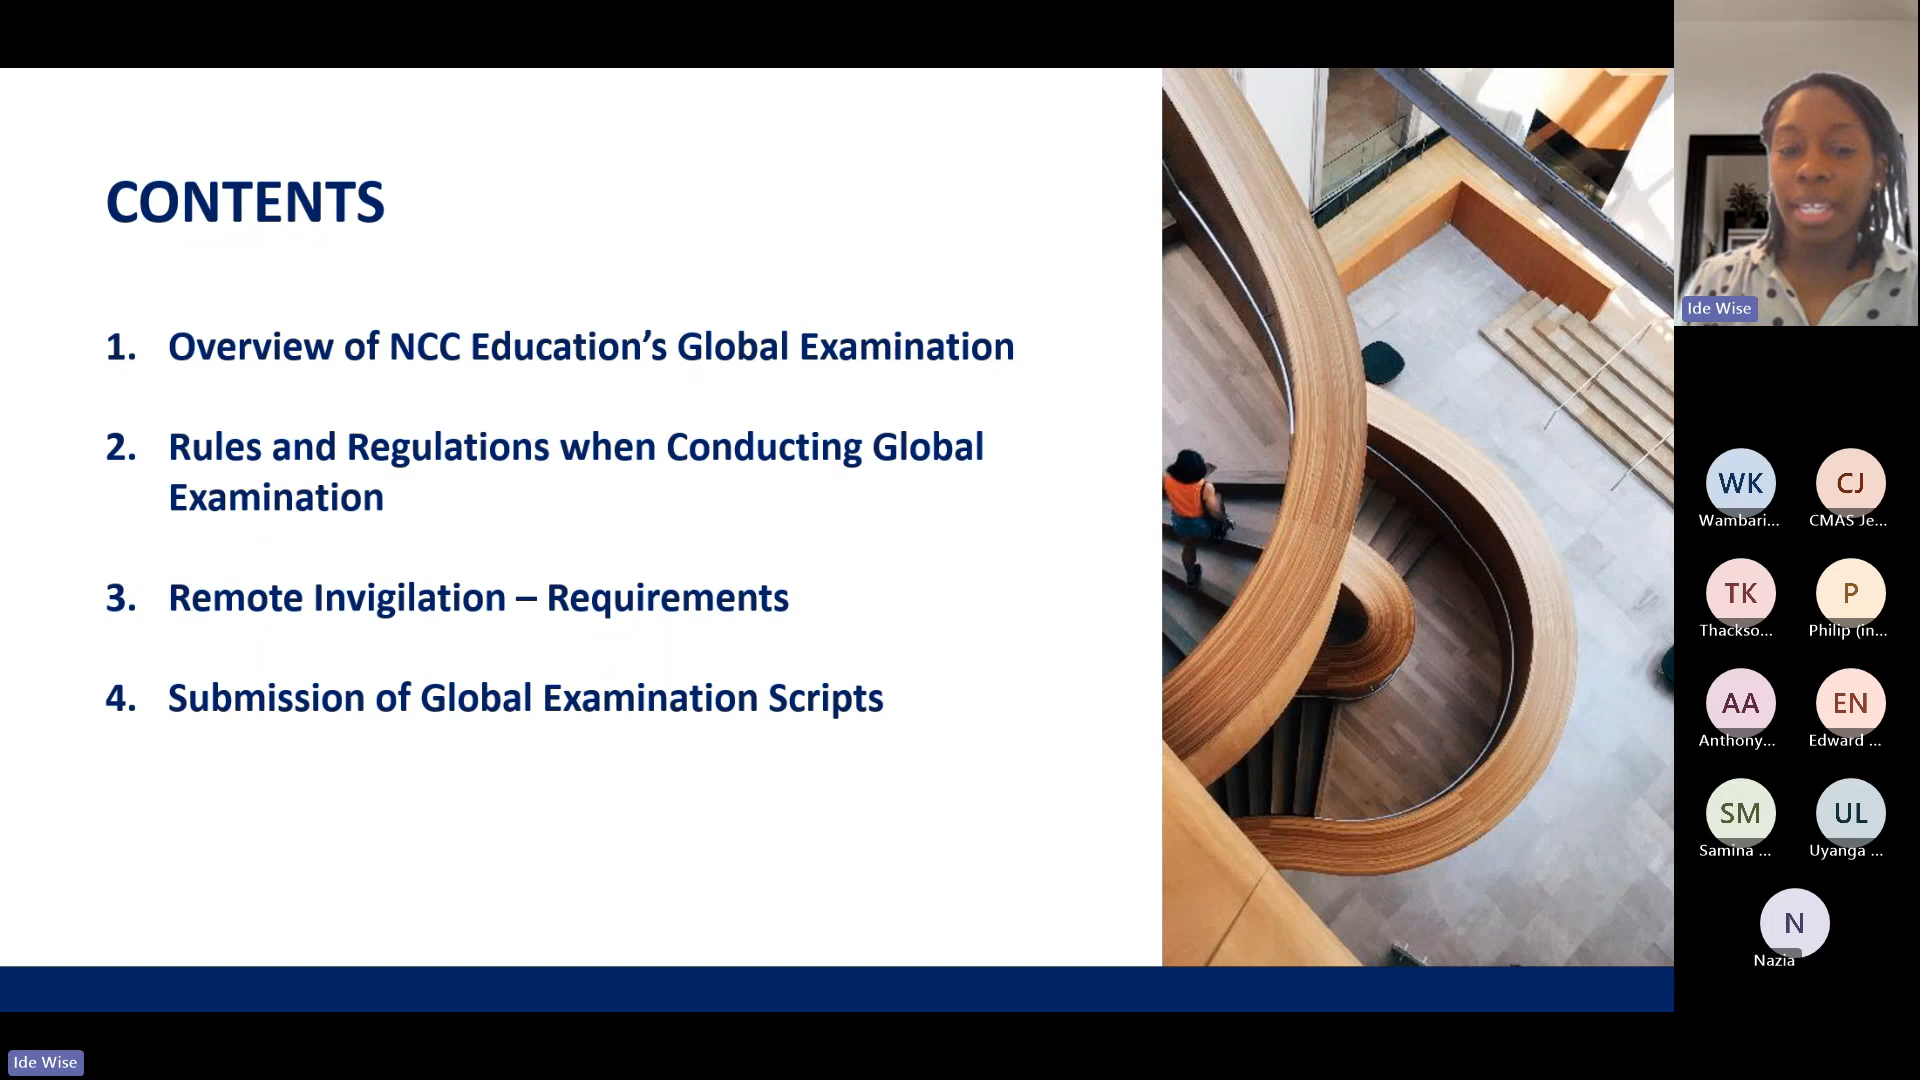 CONTENTS
1. Overview of NCC Education’s Global Examination
2. Rules and Regulations when Conducting Global
Examination
3. Remote Invigilation – Requirements
4. Submission of Global Examination Scripts
Ide Wise
WK
Wambari...
CJ
CMAS Je...
TK
Thackso...
P
Philip (in...
AA
Anthony...
EN
Edward ...
SM
Samina ...
UL
Uyanga ...
N
Nazia
Ide Wise